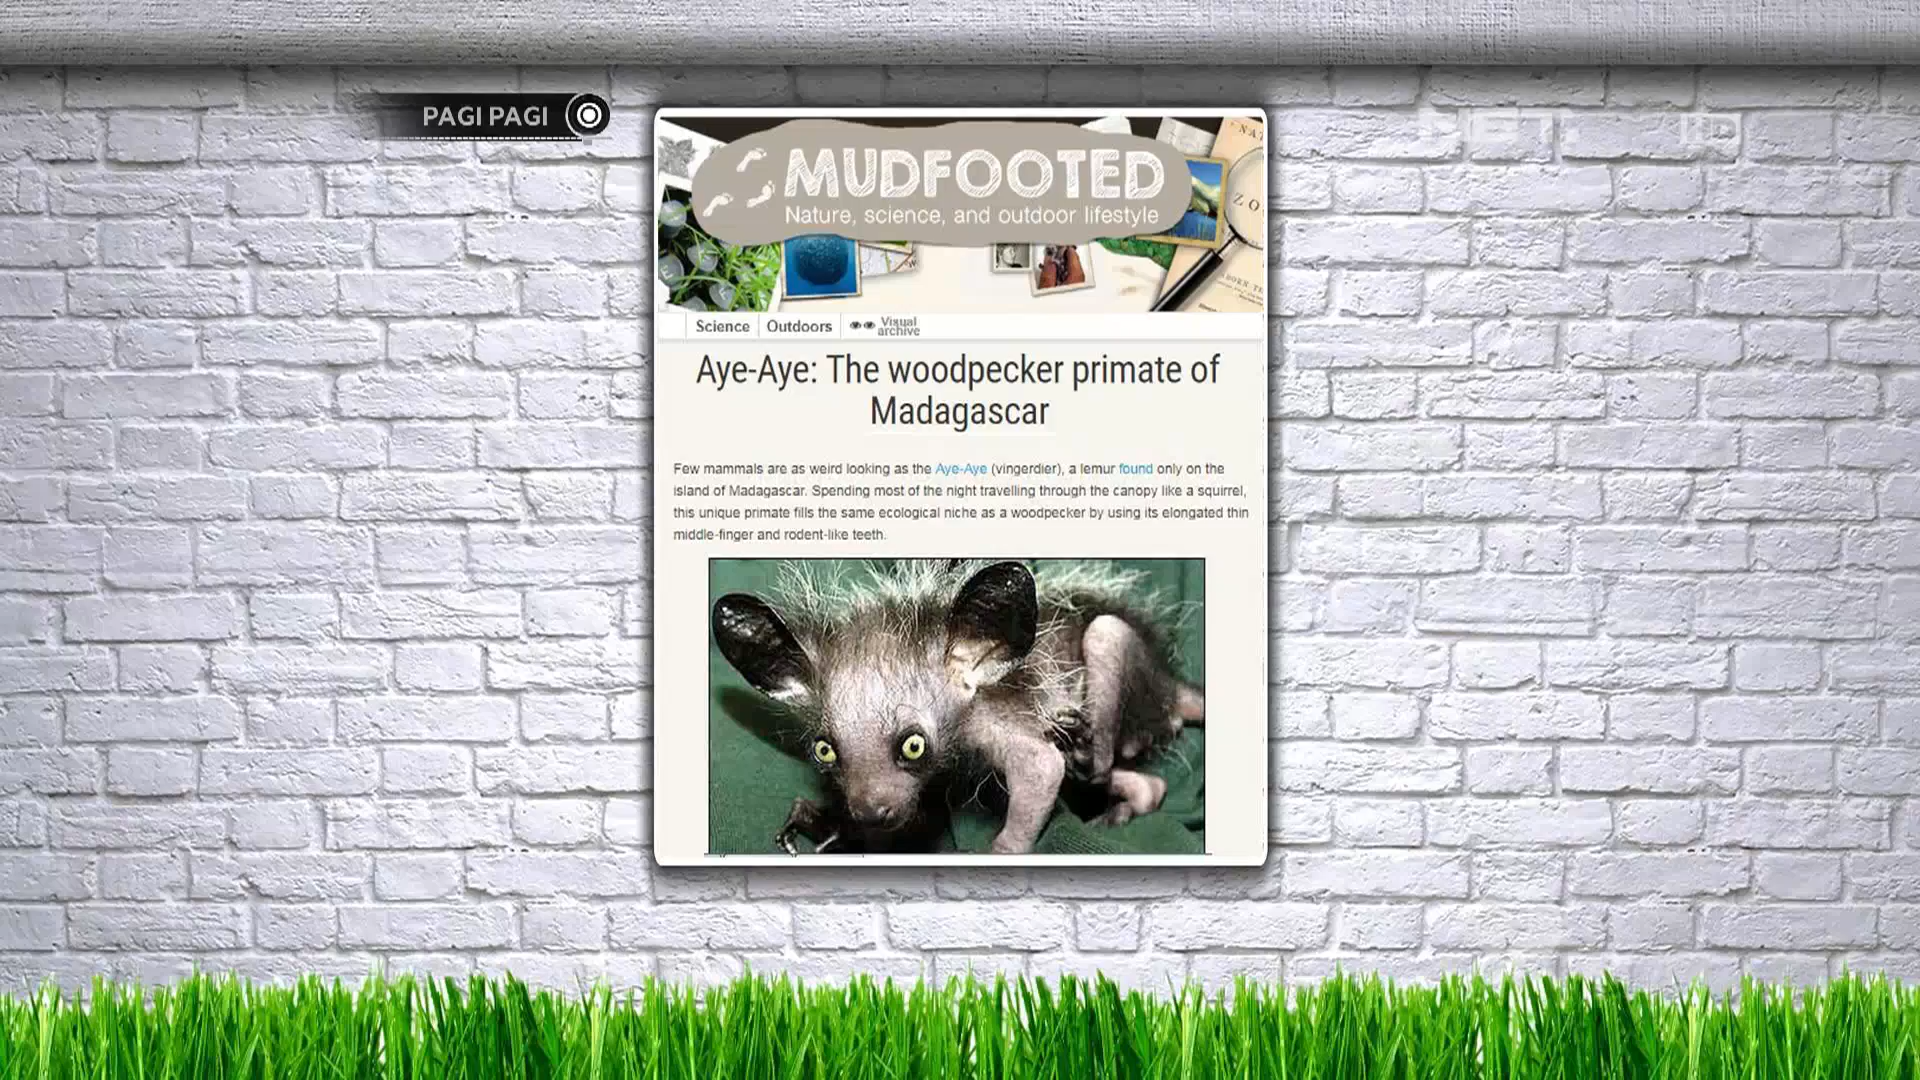 PAGI PAGI
NET.
MUDFOOTED
Nature, science, and outdoor lifestyle
Science
Outdoors
Visual
archive
Aye-Aye: The woodpecker primate of
Madagascar
Few mammals are as weird looking as the Aye-Aye (vingerdier), a lemur found only on the
island of Madagascar. Spending most of the night travelling through the canopy like a squirrel,
this unique primate fills the same ecological niche as a woodpecker by using its elongated thin
middle-finger and rodent-like teeth.